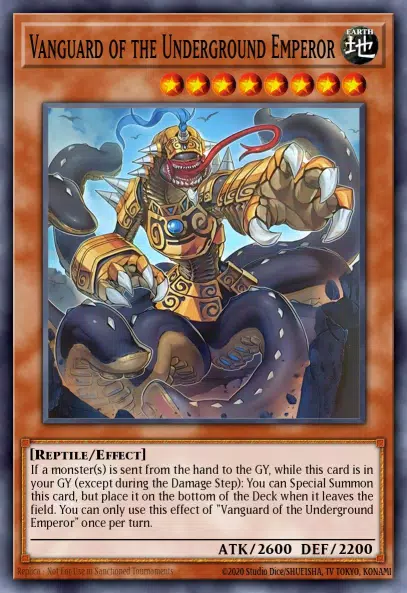 VANGUARD OF THE UNDERGROUND EMPEROR
EARTH
地
[REPTILE/EFFECT]
If a monster(s) is sent from the hand to the GY, while this card is in
your GY (except during the Damage Step): You can Special Summon
this card, but place it on the bottom of the Deck when it leaves the
field. You can only use this effect of "Vanguard of the Underground
Emperor" once per turn.
ATK/2600 DEF/2200
Replica - Not For Use in Sanctioned Tournaments
©2020 Studio Dice/SHUEISHA, TV TOKYO, KONAMI